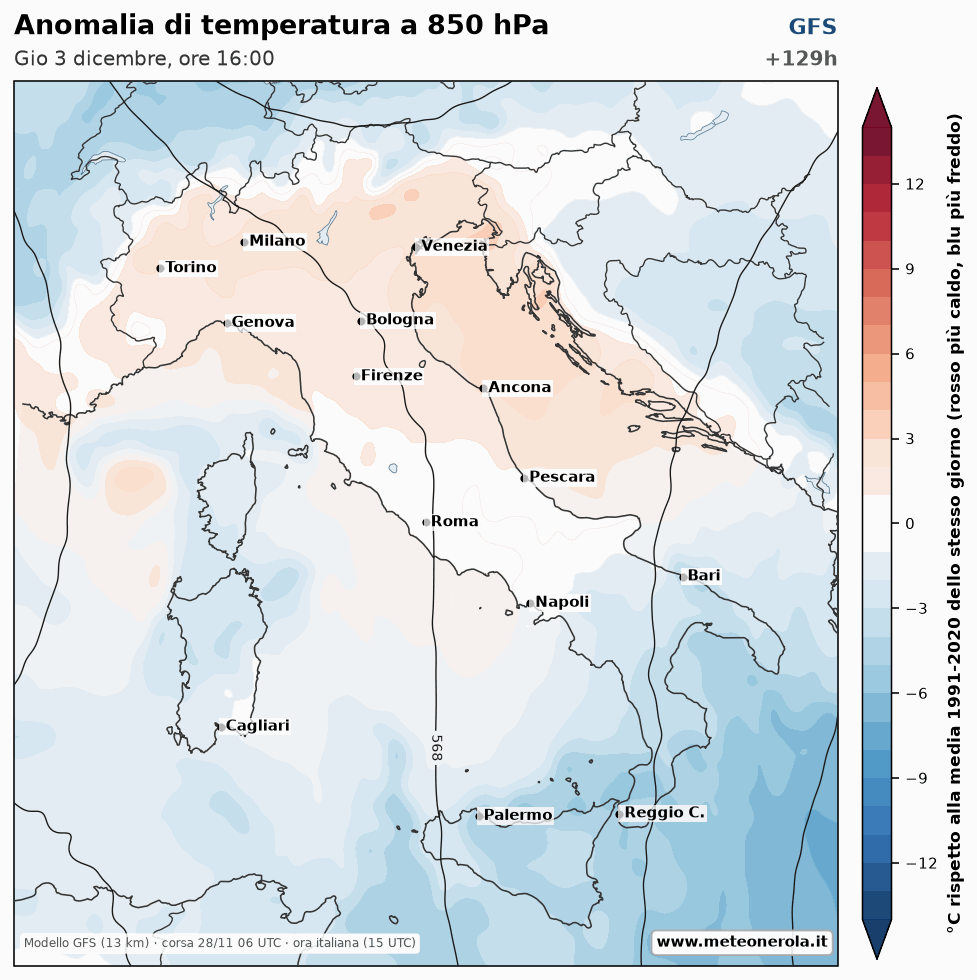 Anomalia di temperatura a 850 hPa
GFS
Gio 3 dicembre, ore 16:00
+129h
Milano
Venezia
Torino
Genova
Bologna
Firenze
Ancona
Pescara
Roma
Bari
Napoli
Cagliari
568
Palermo
Reggio C.
12
9
6
3
0
−3
−6
−9
−12
°C rispetto alla media 1991-2020 dello stesso giorno (rosso più caldo, blu più freddo)
Modello GFS (13 km) · corsa 28/11 06 UTC · ora italiana (15 UTC)
www.meteonerola.it